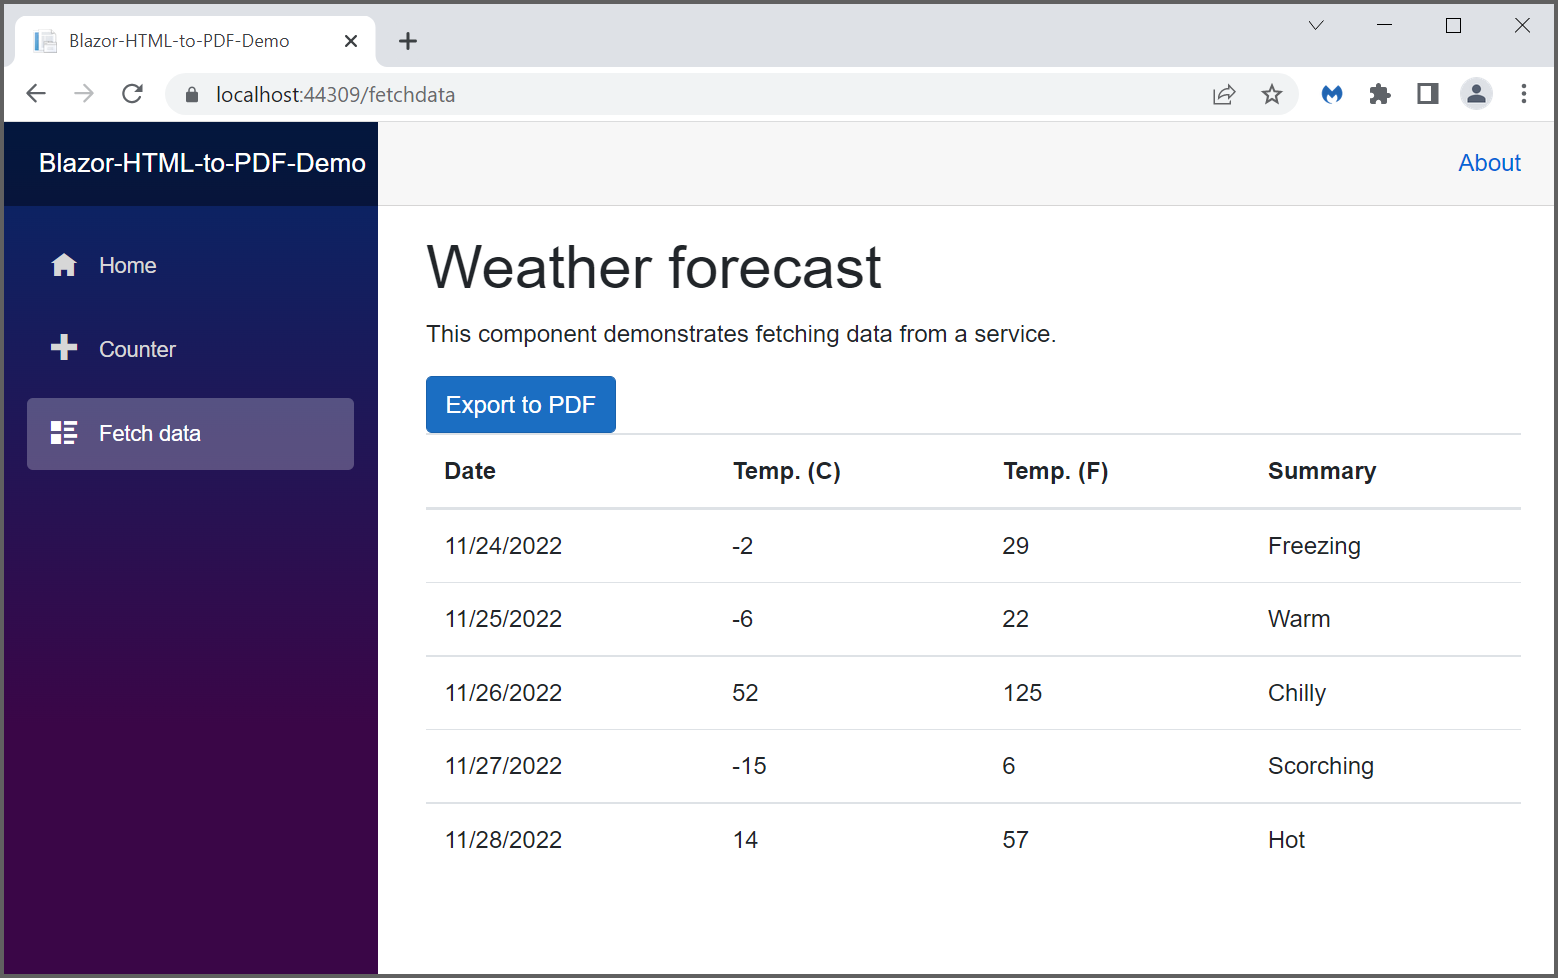 Blazor-HTML-to-PDF-Demo
localhost:44309/fetchdata
Blazor-HTML-to-PDF-Demo
About
Home
Counter
Fetch data
Weather forecast
This component demonstrates fetching data from a service.
Export to PDF
Date Temp. (C) Temp. (F) Summary
11/24/2022 -2 29 Freezing
11/25/2022 -6 22 Warm
11/26/2022 52 125 Chilly
11/27/2022 -15 6 Scorching
11/28/2022 14 57 Hot